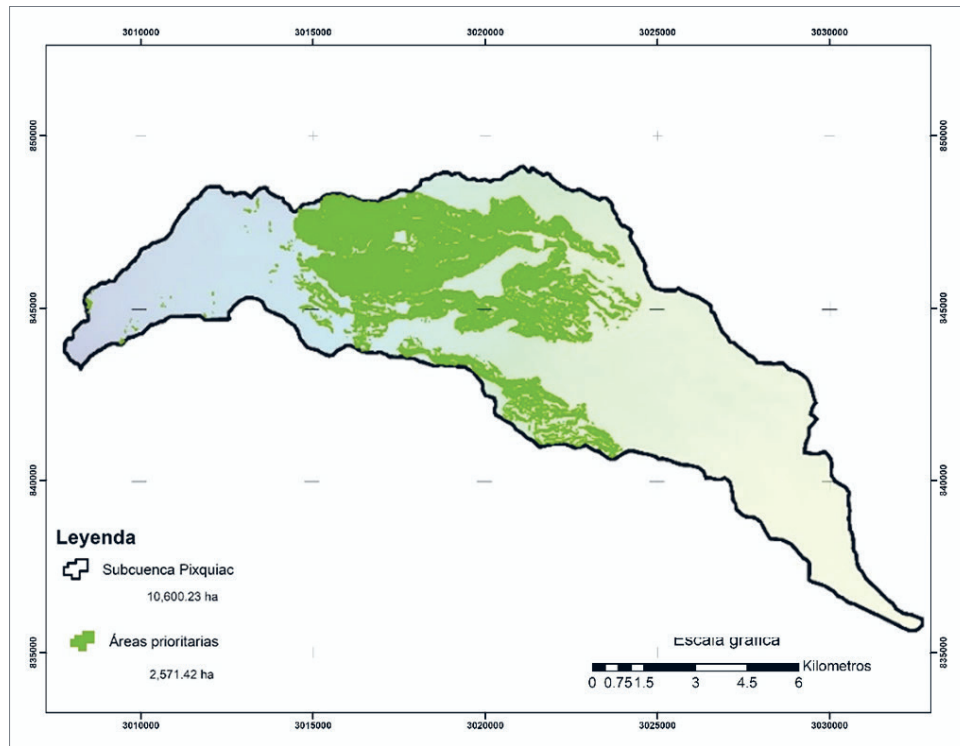 3010000 3015000 3020000 3025000 3030000
850000 850000
845000 845000
840000 840000
835000 835000
Leyenda
Subcuenca Pixquiac
10,600.23 ha
Áreas prioritarias
2,571.42 ha
Escala gráfica
Kilometros
0 0.75 1.5 3 4.5 6
3010000 3015000 3020000 3025000 3030000